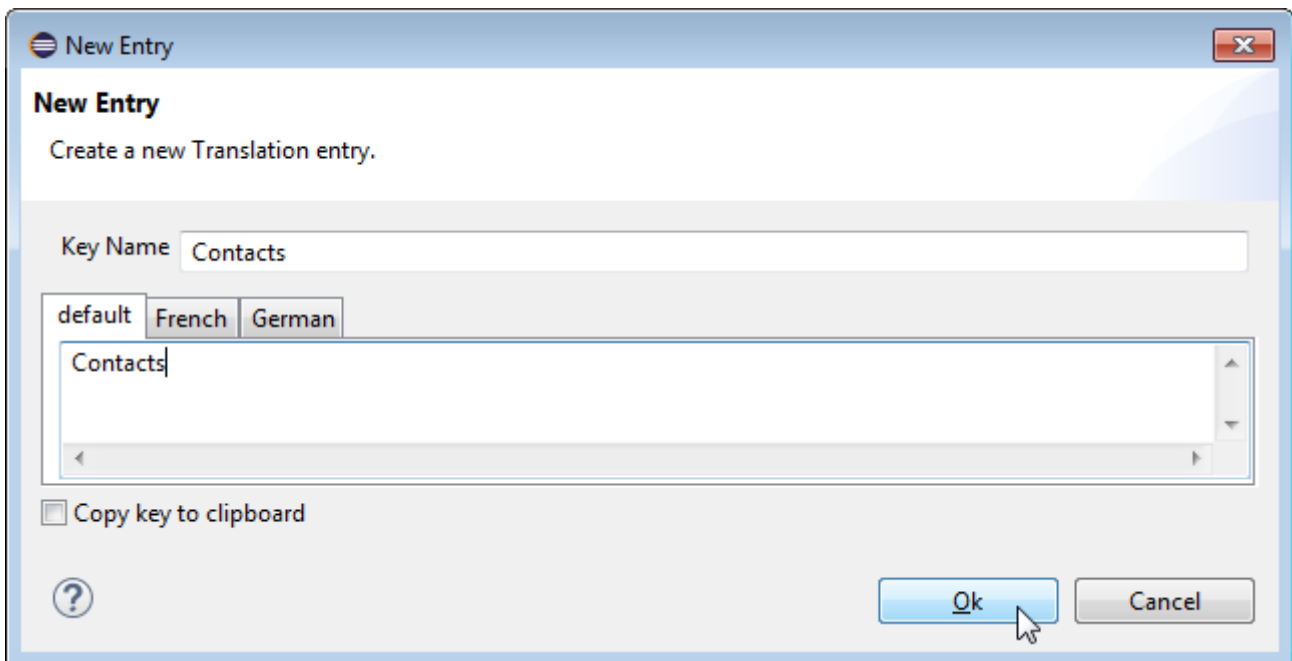 New Entry
New Entry
Create a new Translation entry.
Key Name Contacts
default French German
Contacts
Copy key to clipboard
? Ok Cancel